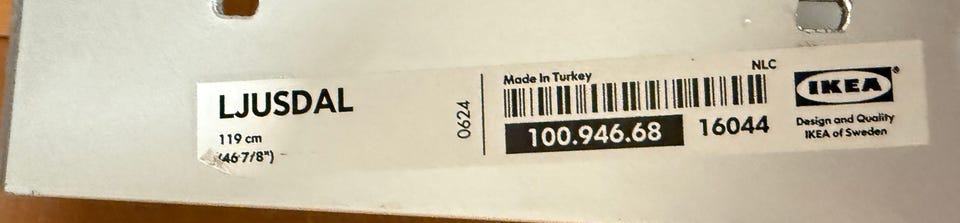 LJUSDAL
119 cm
(46 7/8")
0624
Made In Turkey
NLC
100.946.68
16044
IKEA®
Design and Quality
IKEA of Sweden